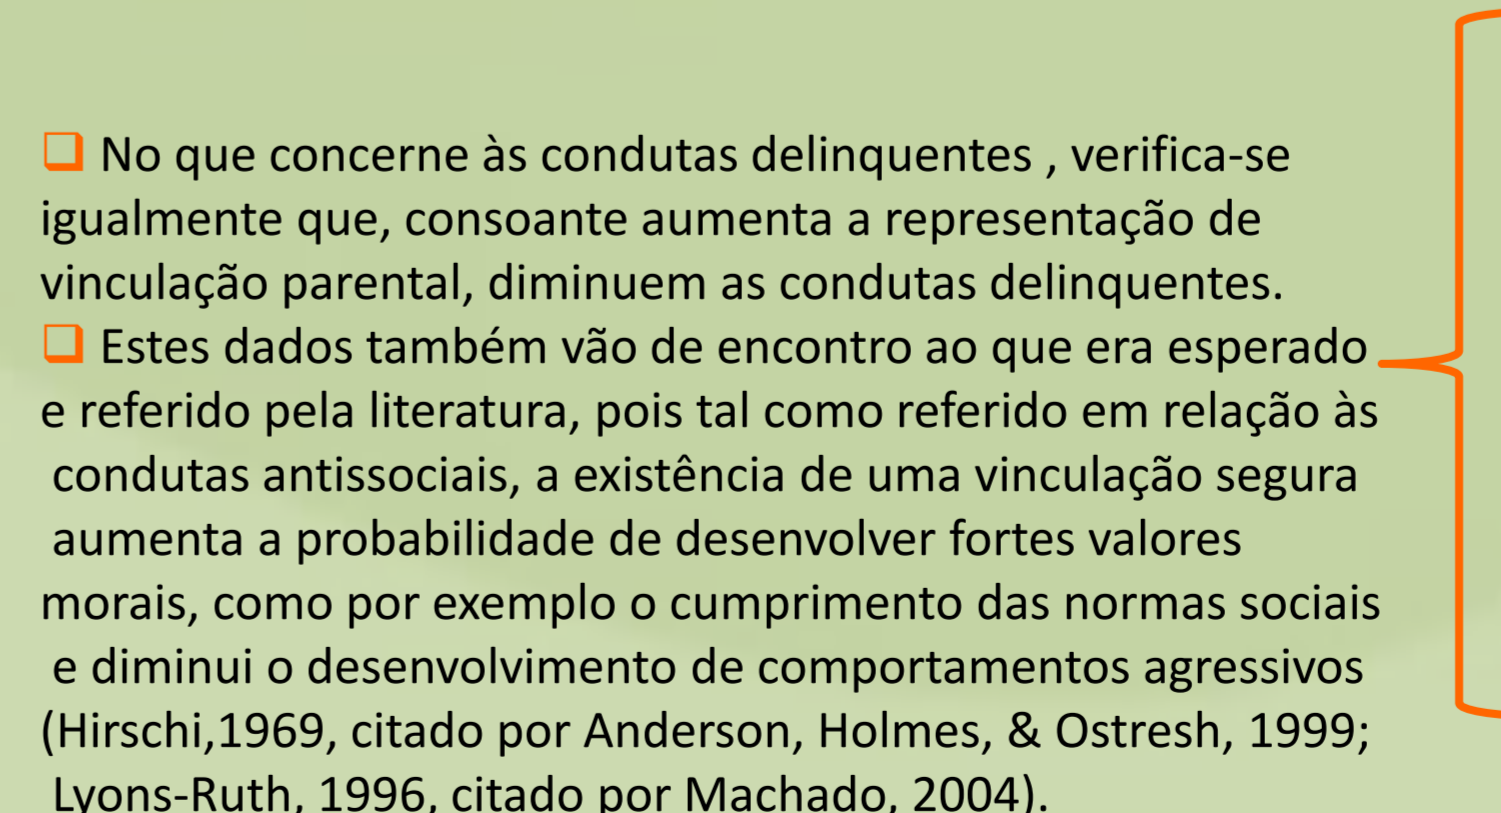 No que concerne às condutas delinquentes , verifica-se
igualmente que, consoante aumenta a representação de
vinculação parental, diminuem as condutas delinquentes.
Estes dados também vão de encontro ao que era esperado
e referido pela literatura, pois tal como referido em relação às
condutas antissociais, a existência de uma vinculação segura
aumenta a probabilidade de desenvolver fortes valores
morais, como por exemplo o cumprimento das normas sociais
e diminui o desenvolvimento de comportamentos agressivos
(Hirschi,1969, citado por Anderson, Holmes, & Ostresh, 1999;
Lyons-Ruth, 1996, citado por Machado, 2004).